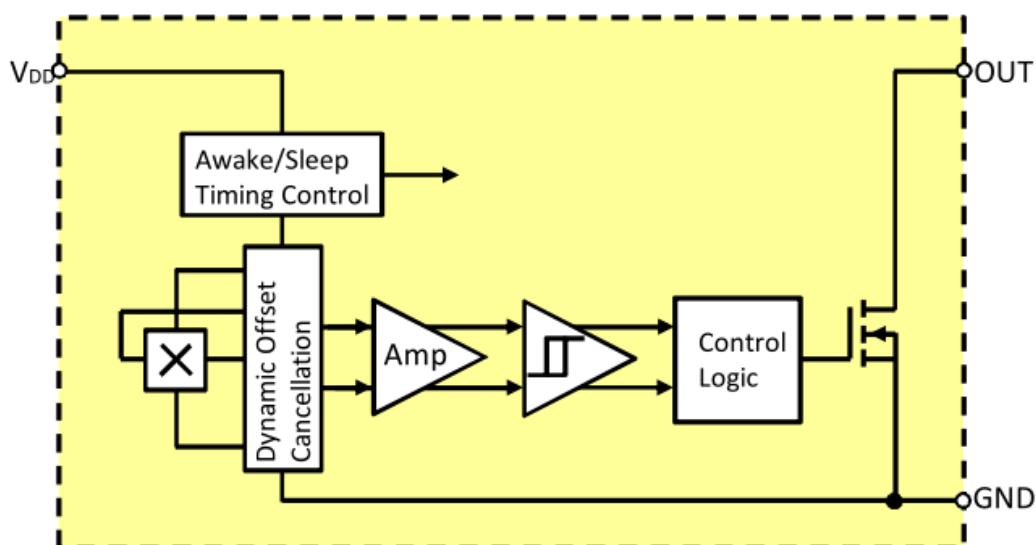 VDD
OUT
Awake/Sleep
Timing Control
Dynamic Offset
Cancellation
Amp
Control
Logic
GND